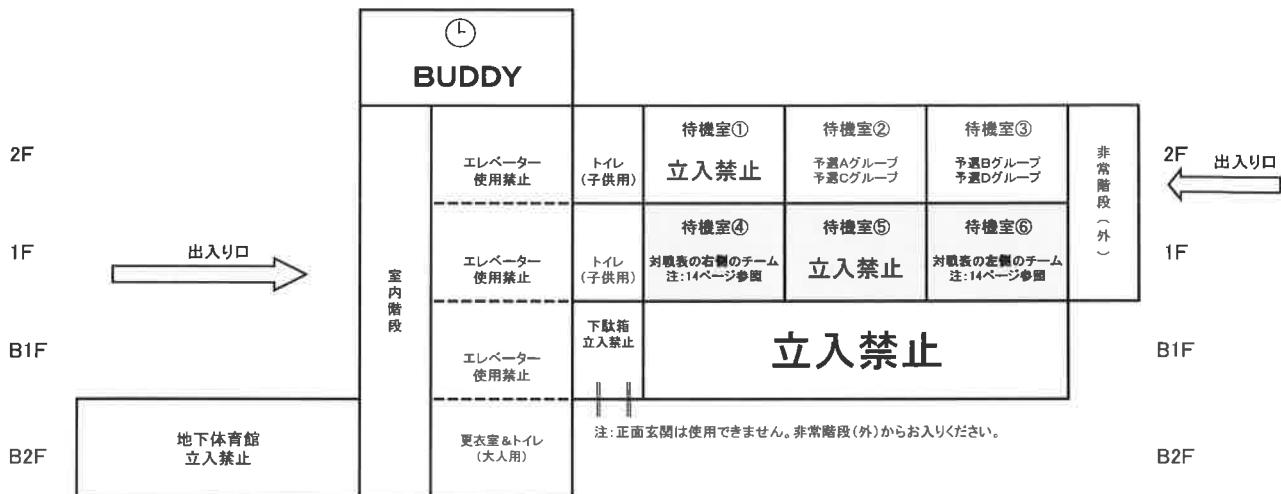 BUDDY
2F
エレベーター
使用禁止
トイレ
(子供用)
待機室①
立入禁止
待機室②
予選Aグループ
予選Cグループ
待機室③
予選Bグループ
予選Dグループ
非常階段(外)
2F
出入り口
1F
出入り口
室内階段
エレベーター
使用禁止
トイレ
(子供用)
待機室④
対戦表の右側のチーム
注:14ページ参照
待機室⑤
立入禁止
待機室⑥
対戦表の左側のチーム
注:14ページ参照
1F
B1F
エレベーター
使用禁止
下駄箱
立入禁止
立入禁止
B1F
B2F
地下体育館
立入禁止
更衣室&トイレ
(大人用)
注:正面玄関は使用できません。非常階段(外)からお入りください。
B2F